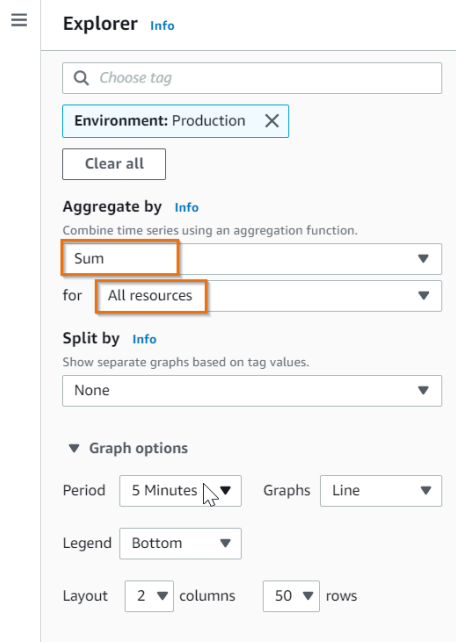 Explorer Info
Choose tag
Environment: Production
Clear all
Aggregate by Info
Combine time series using an aggregation function.
Sum
for All resources
Split by Info
Show separate graphs based on tag values.
None
Graph options
Period 5 Minutes Graphs Line
Legend Bottom
Layout 2 columns 50 rows